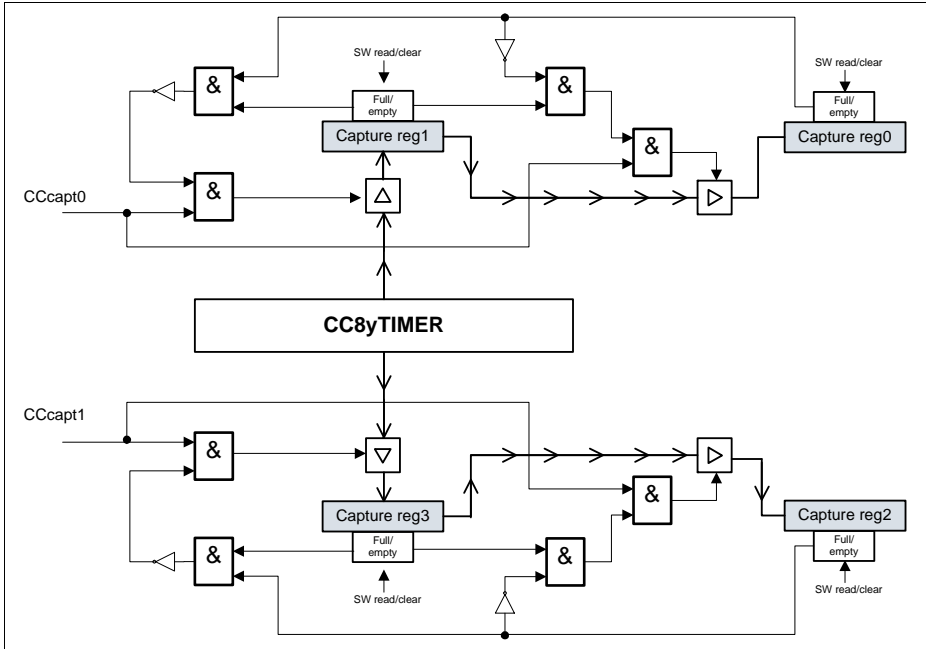 SW read/clear
SW read/clear
&
&
Full/
empty
Full/
empty
Capture reg1
Capture reg0
&
&
CCcapt0
CC8yTIMER
CCcapt1
&
&
Capture reg3
Capture reg2
Full/
empty
Full/
empty
&
&
SW read/clear
SW read/clear